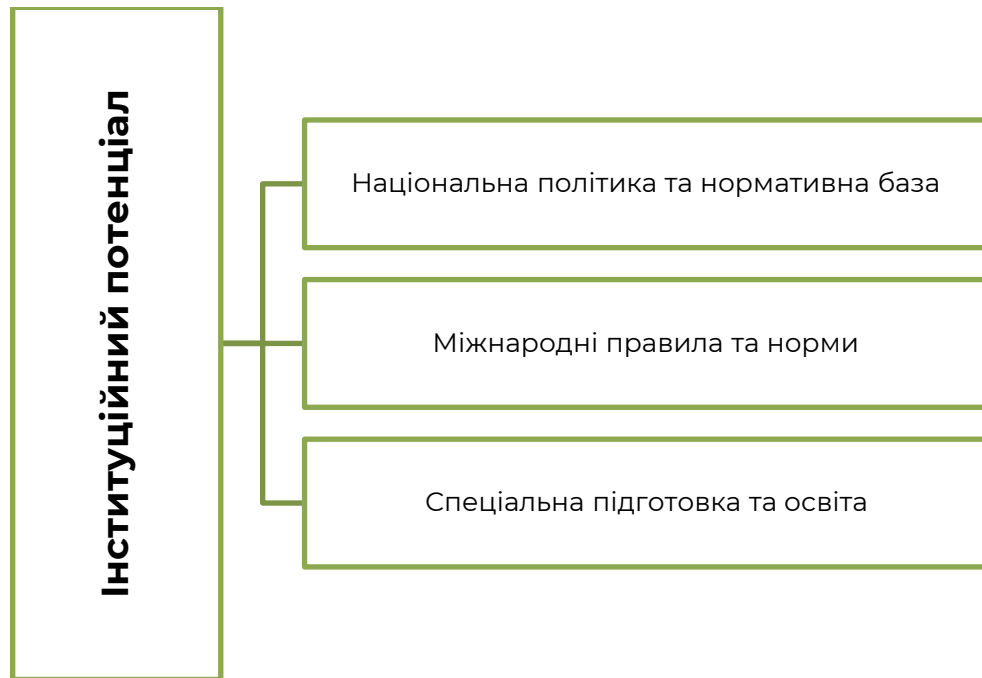 Інституційний потенціал
Національна політика та нормативна база
Міжнародні правила та норми
Спеціальна підготовка та освіта